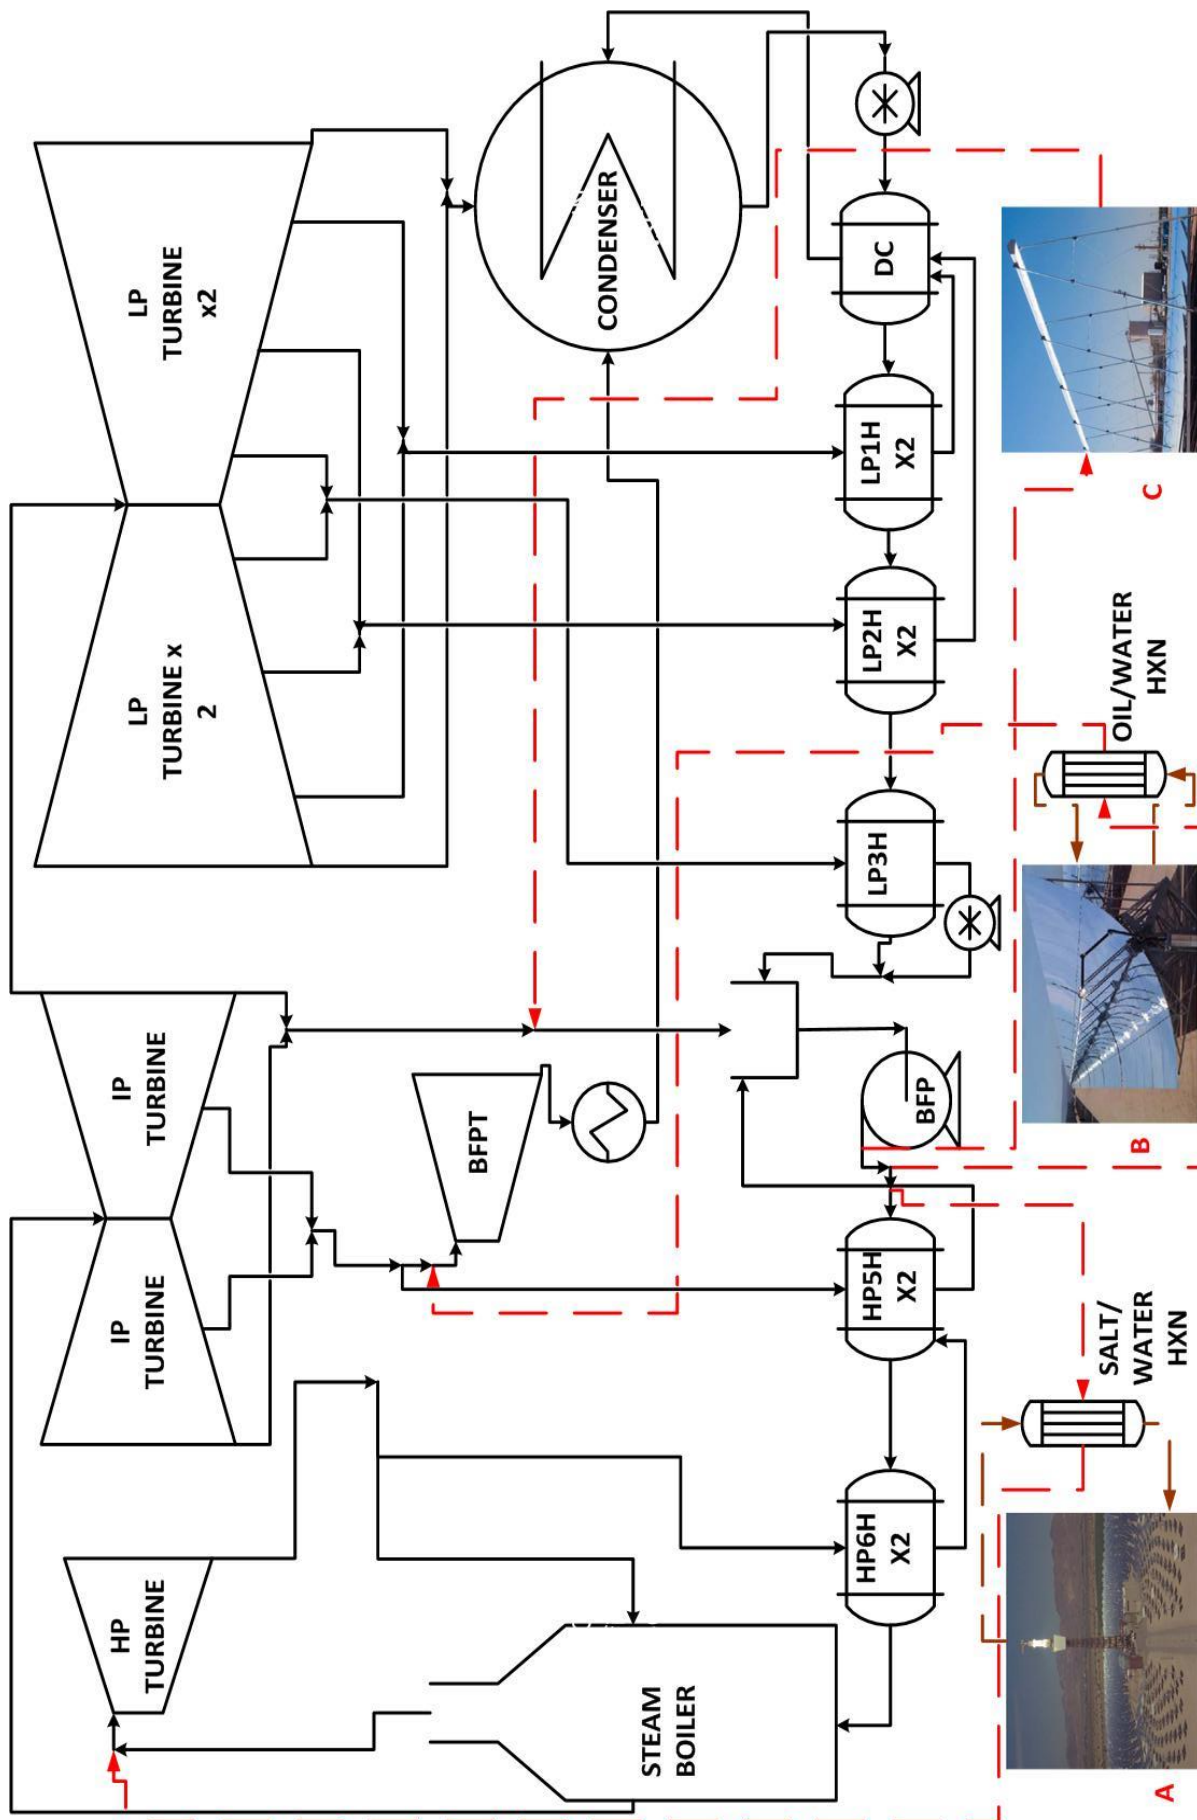 HP
TURBINE
IP
TURBINE
IP
TURBINE
LP
TURBINE x
2
LP
TURBINE
x2
STEAM
BOILER
BFPT
CONDENSER
HP6H
X2
HP5H
X2
BFP
LP3H
LP2H
X2
LP1H
X2
DC
A
SALT/
WATER
HXN
B
OIL/WATER
HXN
C